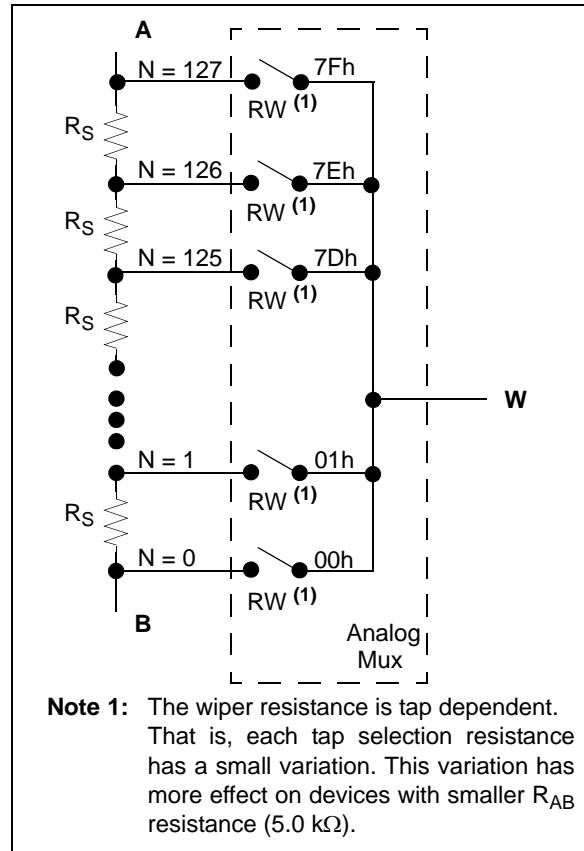 A
N = 127
7Fh
RW (1)
RS
N = 126
7Eh
RW (1)
RS
N = 125
7Dh
RW (1)
RS
W
N = 1
01h
RW (1)
RS
N = 0
00h
RW (1)
B
Analog
Mux
Note 1: The wiper resistance is tap dependent.
That is, each tap selection resistance
has a small variation. This variation has
more effect on devices with smaller RAB
resistance (5.0 kΩ).